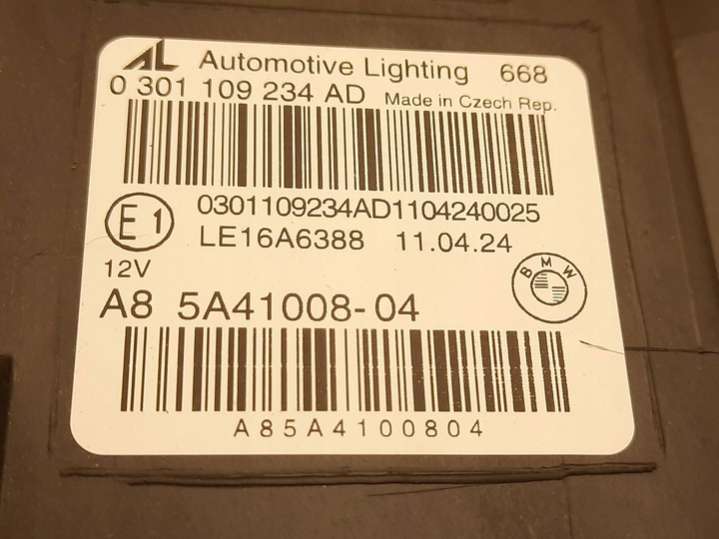 AL Automotive Lighting 668
0 301 109 234 AD Made in Czech Rep.
0301109234AD1104240025
E1 LE16A6388 11.04.24
12V
BMW
A8 5A41008-04
A85A4100804